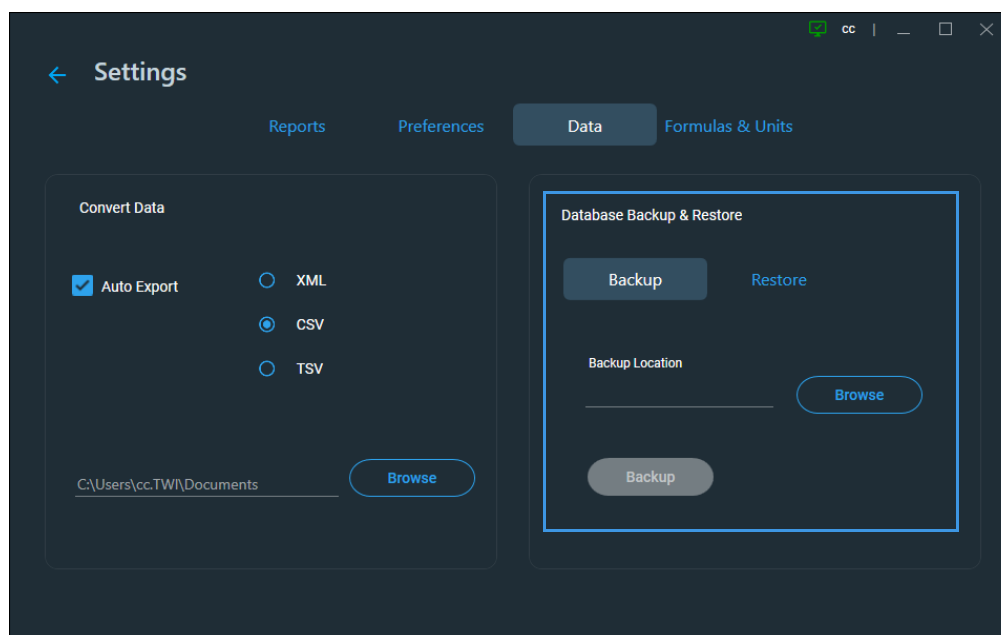 cc |
Settings
Reports Preferences Data Formulas & Units
Convert Data
Auto Export
XML
CSV
TSV
C:\Users\cc.TWI\Documents
Browse
Database Backup & Restore
Backup Restore
Backup Location
Browse
Backup